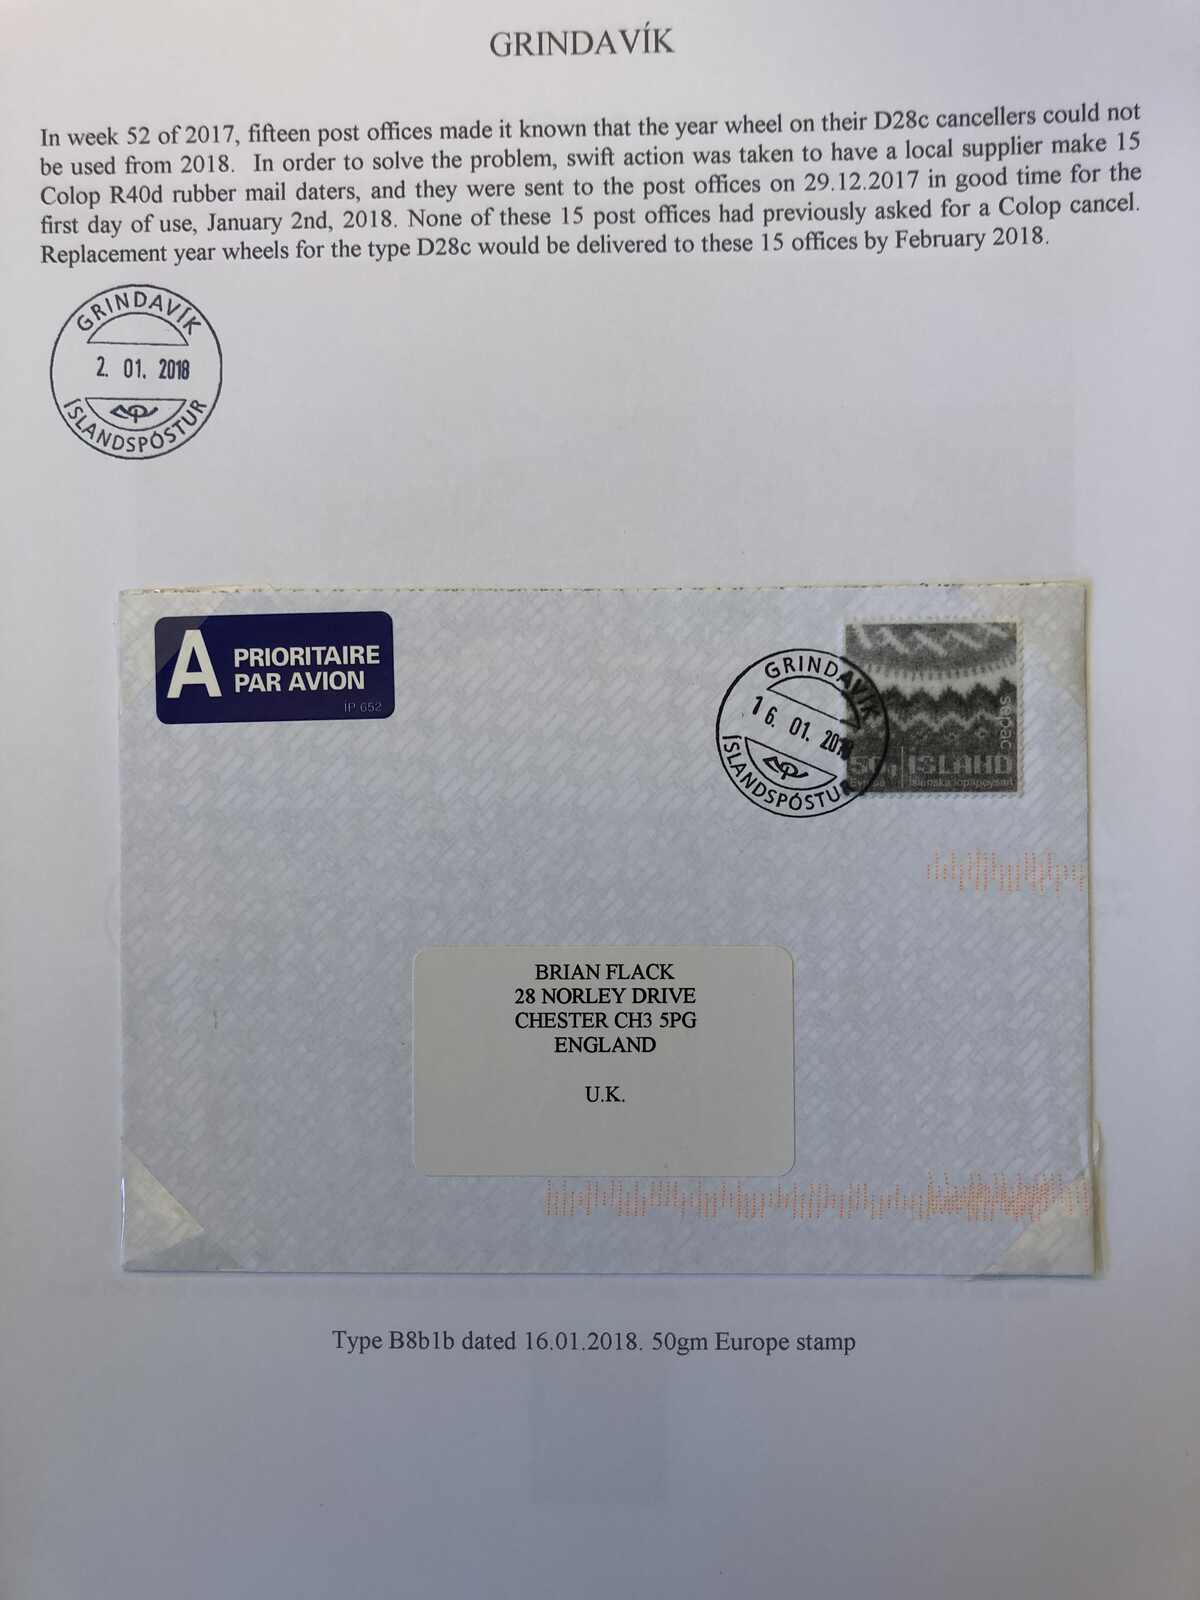 GRINDAVÍK
In week 52 of 2017, fifteen post offices made it known that the year wheel on their D28c cancellers could not
be used from 2018. In order to solve the problem, swift action was taken to have a local supplier make 15
Colop R40d rubber mail daters, and they were sent to the post offices on 29.12.2017 in good time for the
first day of use, January 2nd, 2018. None of these 15 post offices had previously asked for a Colop cancel.
Replacement year wheels for the type D28c would be delivered to these 15 offices by February 2018.
GRINDAVÍK
2. 01. 2018
ÍSLANDSPÓSTUR
A PRIORITAIRE
PAR AVION
ÍP 652
GRINDAVÍK
16. 01. 2018
ÍSLANDSPÓSTUR
sepac
50g ÍSLAND
Evrópa Íslenska lopapeysan
BRIAN FLACK
28 NORLEY DRIVE
CHESTER CH3 5PG
ENGLAND
U.K.
Type B8b1b dated 16.01.2018. 50gm Europe stamp